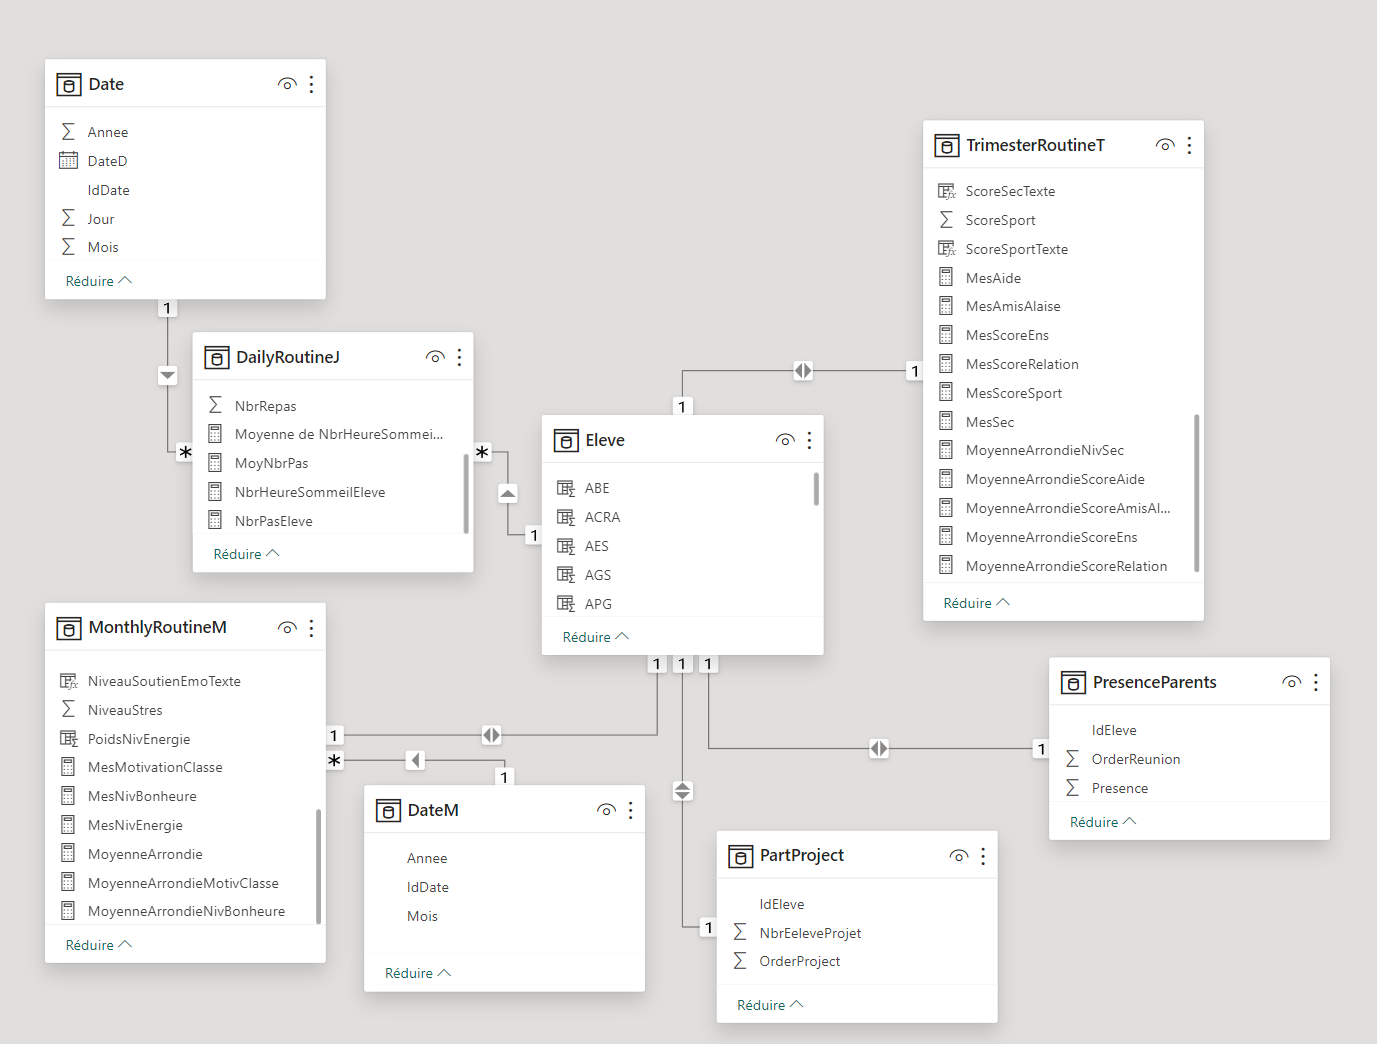 Date
Annee
DateD
IdDate
Jour
Mois
Réduire
1
*
DailyRoutineJ
NbrRepas
Moyenne de NbrHeureSommei...
MoyNbrPas
NbrHeureSommeilEleve
NbrPasEleve
Réduire
*
1
Eleve
ABE
ACRA
AES
AGS
APG
Réduire
1
1
TrimesterRoutineT
ScoreSecTexte
ScoreSport
ScoreSportTexte
MesAide
MesAmisAlaise
MesScoreEns
MesScoreRelation
MesScoreSport
MesSec
MoyenneArrondieNivSec
MoyenneArrondieScoreAide
MoyenneArrondieScoreAmisAl...
MoyenneArrondieScoreEns
MoyenneArrondieScoreRelation
Réduire
MonthlyRoutineM
NiveauSoutienEmoTexte
NiveauStres
PoidsNivEnergie
MesMotivationClasse
MesNivBonheure
MesNivEnergie
MoyenneArrondie
MoyenneArrondieMotivClasse
MoyenneArrondieNivBonheure
Réduire
1
*
1
1 1 1
DateM
Annee
IdDate
Mois
Réduire
PartProject
IdEleve
NbrEeleveProjet
OrderProject
Réduire
1
PresenceParents
IdEleve
OrderReunion
Presence
Réduire
1